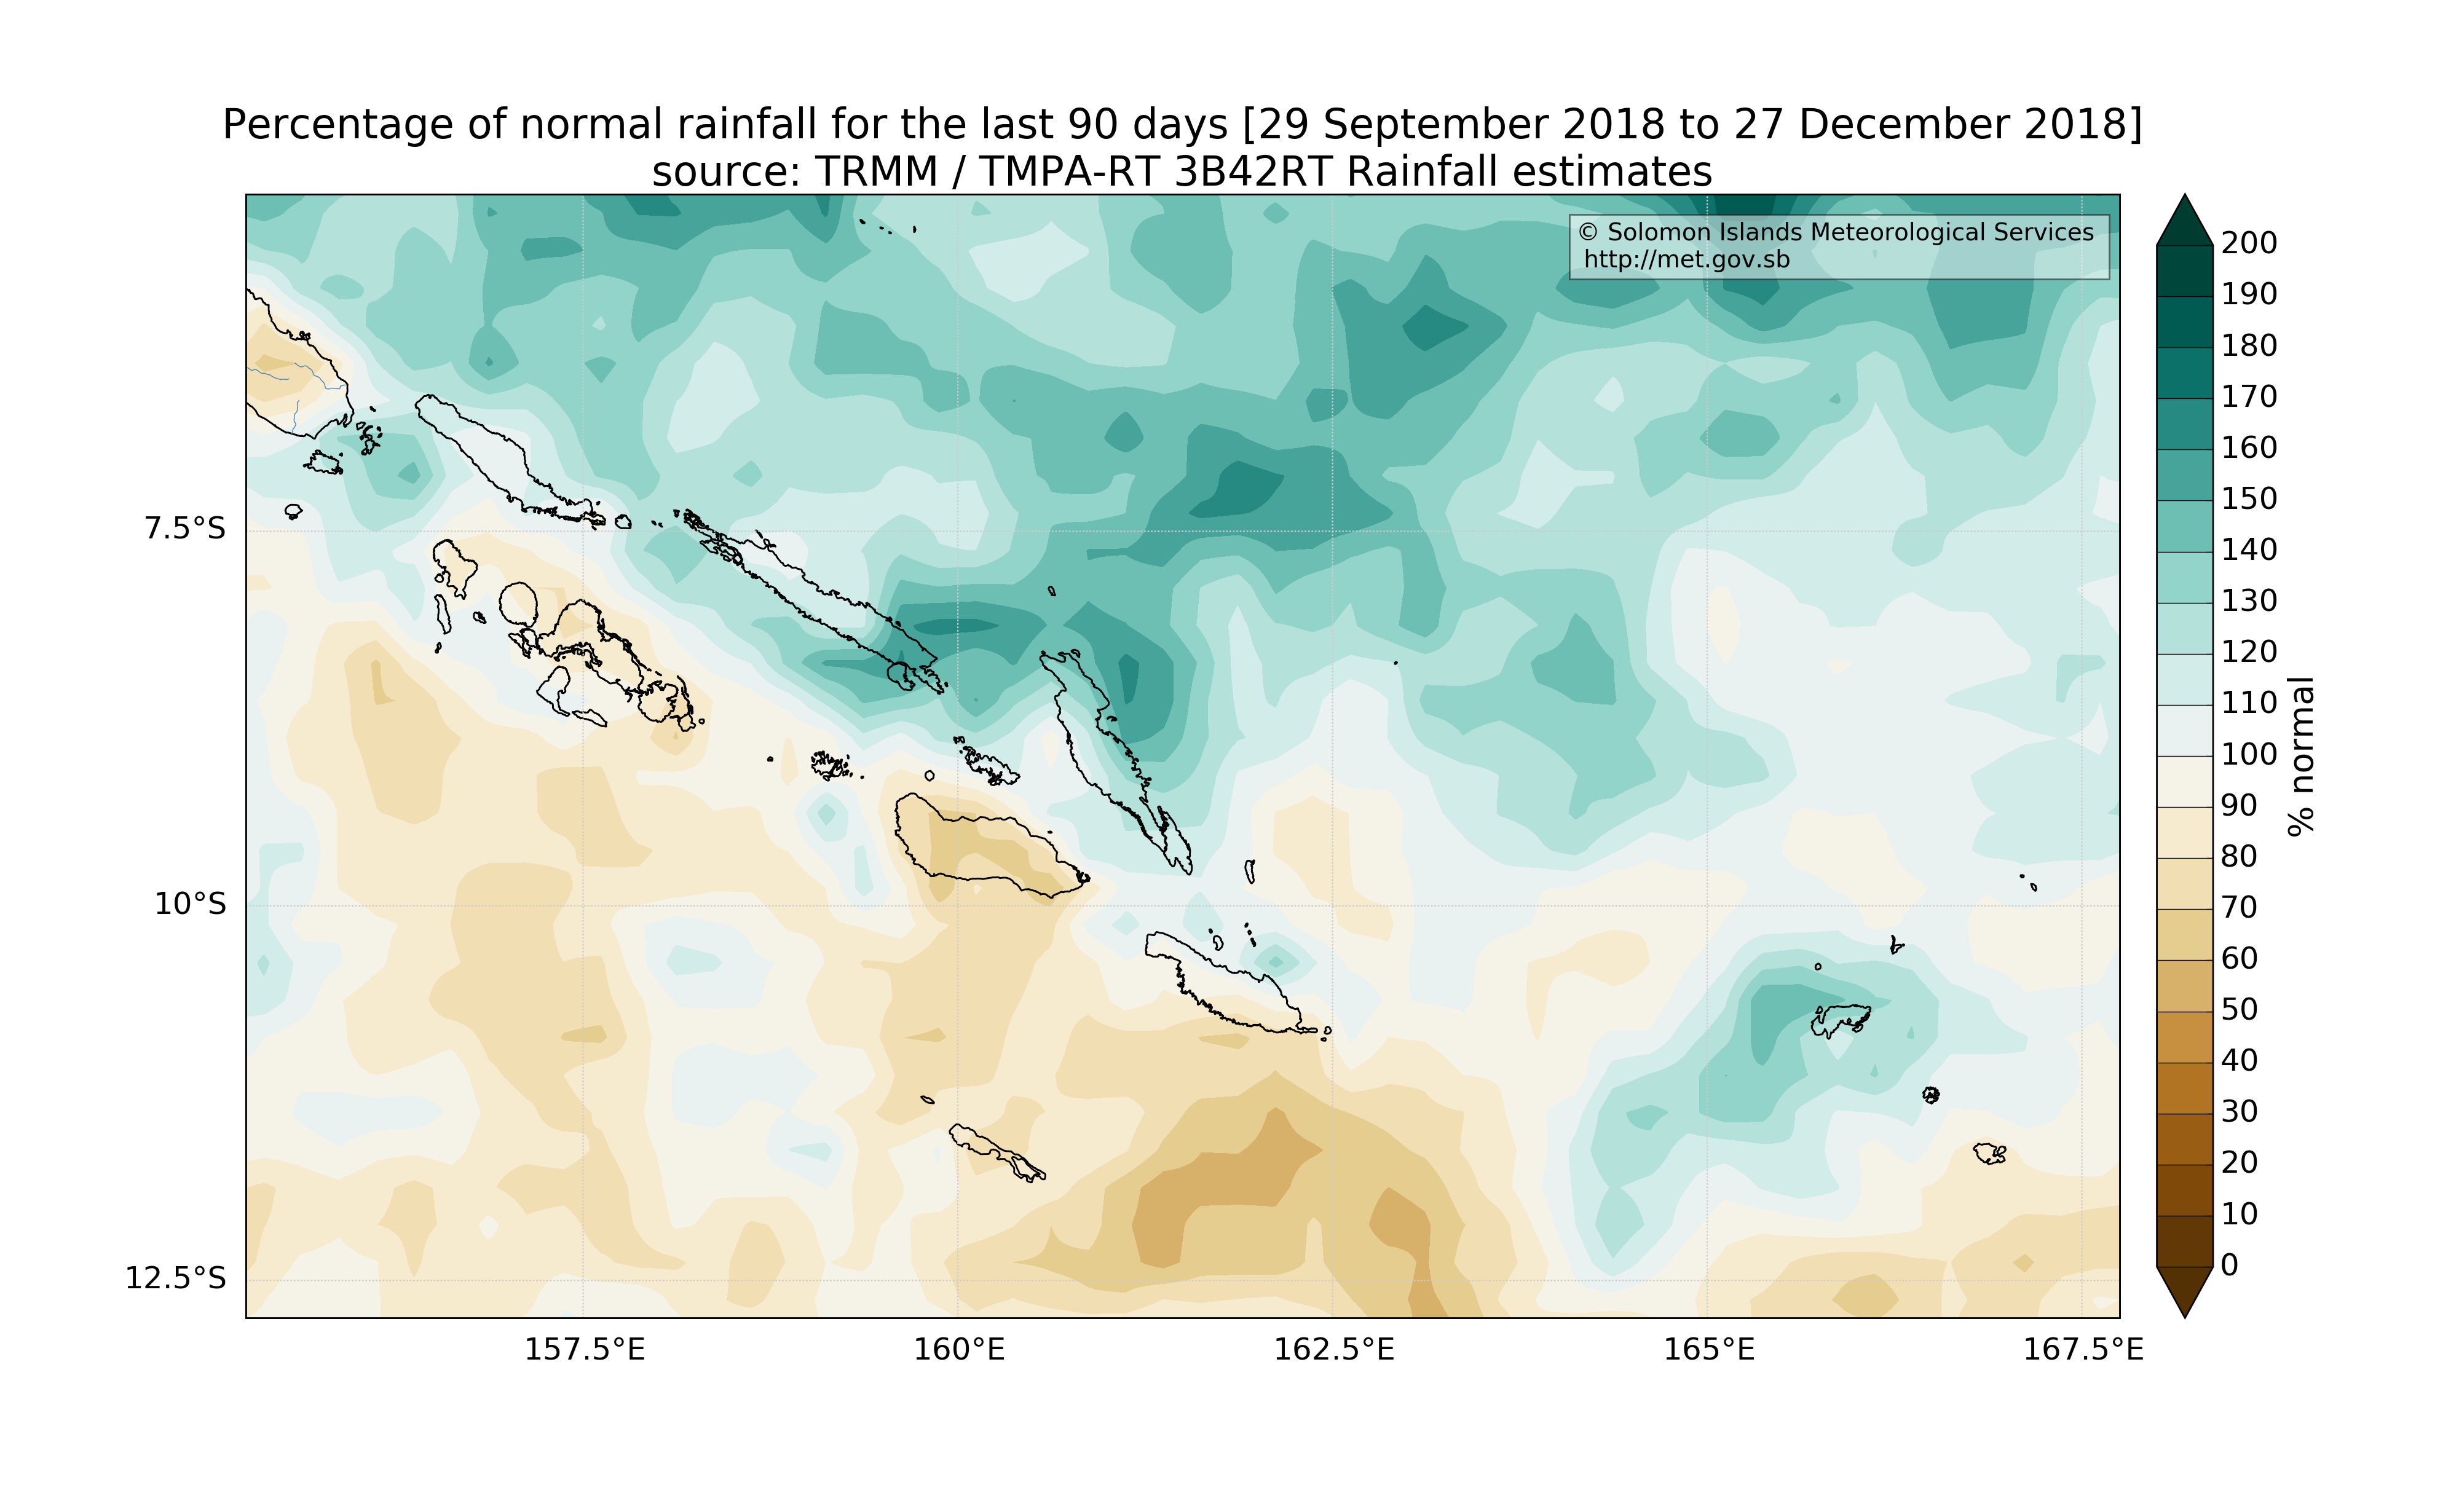 Percentage of normal rainfall for the last 90 days [29 September 2018 to 27 December 2018]
source: TRMM / TMPA-RT 3B42RT Rainfall estimates
© Solomon Islands Meteorological Services
http://met.gov.sb
7.5°S
10°S
12.5°S
157.5°E
160°E
162.5°E
165°E
167.5°E
200
190
180
170
160
150
140
130
120
110
100
90
80
70
60
50
40
30
20
10
0
% normal